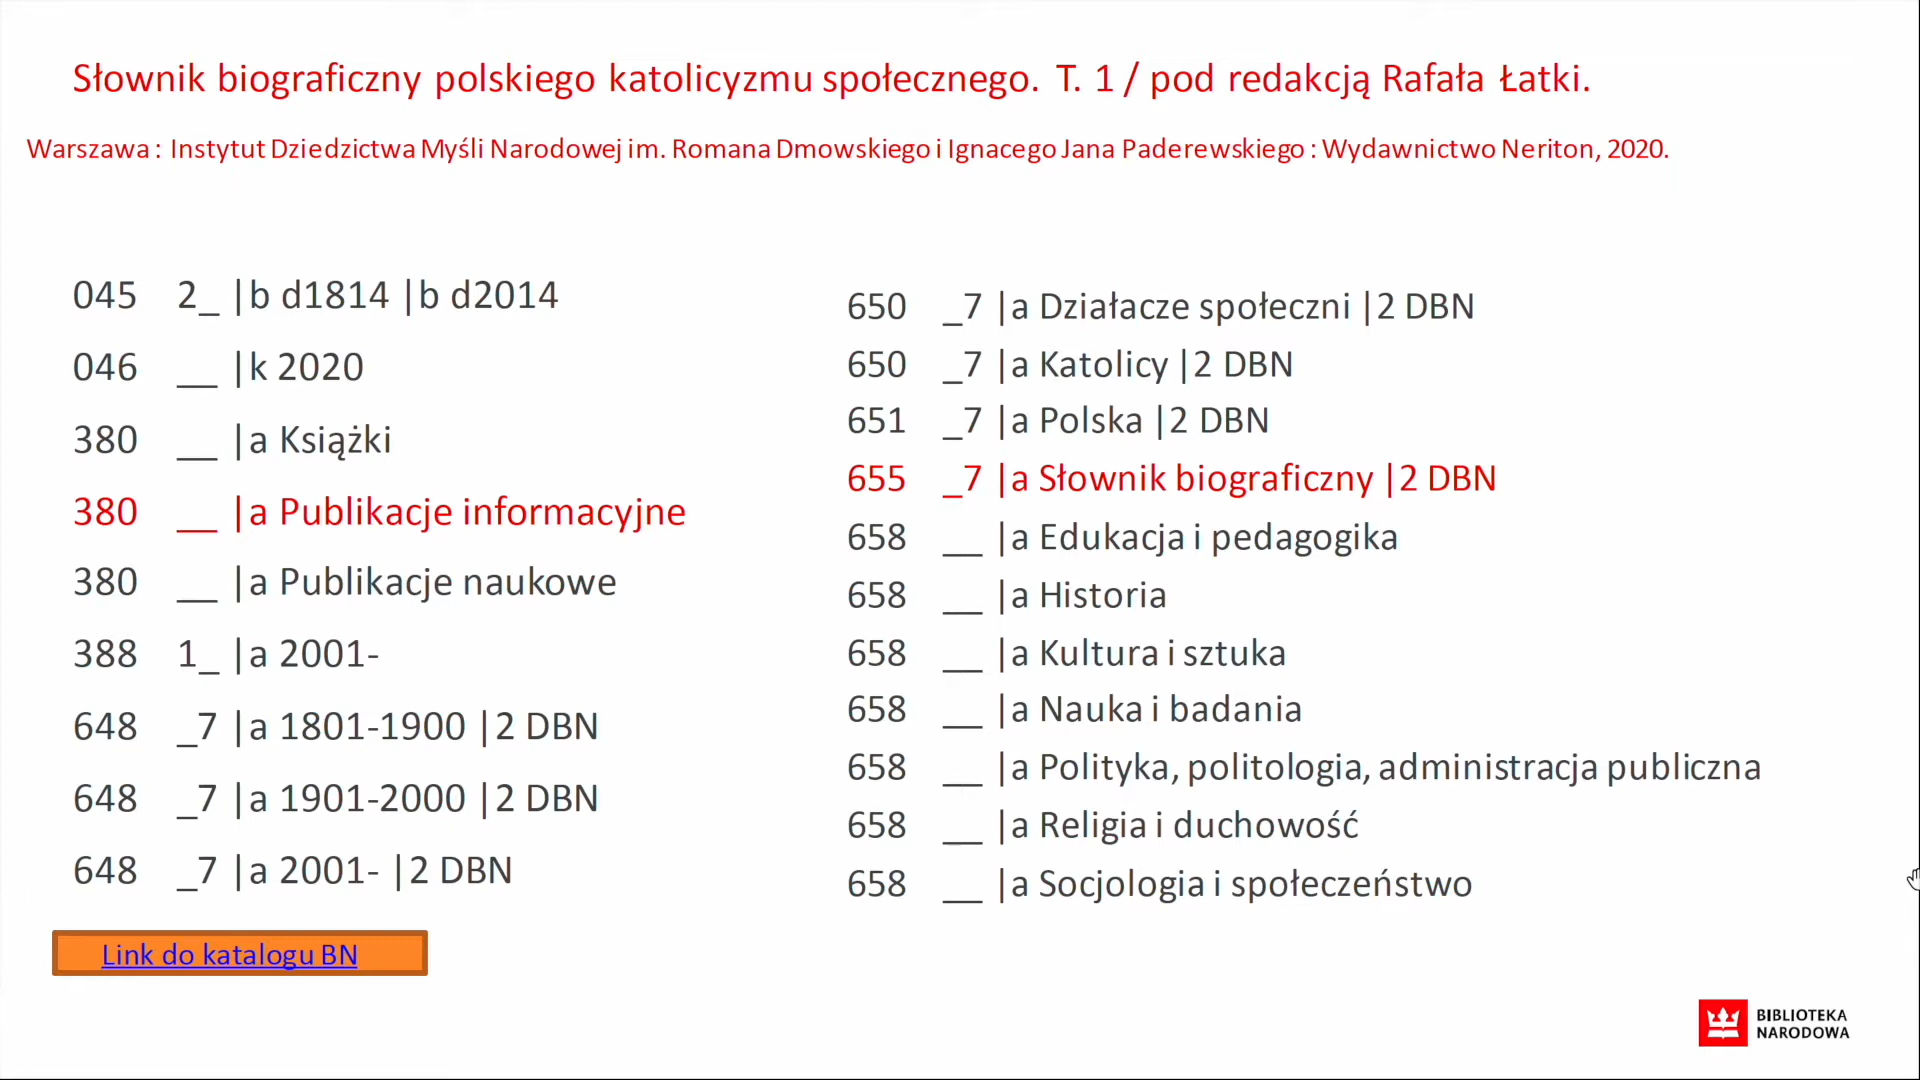 Słownik biograficzny polskiego katolicyzmu społecznego. T. 1 / pod redakcją Rafała Łatki.
Warszawa : Instytut Dziedzictwa Myśli Narodowej im. Romana Dmowskiego i Ignacego Jana Paderewskiego : Wydawnictwo Neriton, 2020.
045 2_ |b d1814 |b d2014
046 __ |k 2020
380 __ |a Książki
380 __ |a Publikacje informacyjne
380 __ |a Publikacje naukowe
388 1_ |a 2001-
648 _7 |a 1801-1900 |2 DBN
648 _7 |a 1901-2000 |2 DBN
648 _7 |a 2001- |2 DBN
650 _7 |a Działacze społeczni |2 DBN
650 _7 |a Katolicy |2 DBN
651 _7 |a Polska |2 DBN
655 _7 |a Słownik biograficzny |2 DBN
658 __ |a Edukacja i pedagogika
658 __ |a Historia
658 __ |a Kultura i sztuka
658 __ |a Nauka i badania
658 __ |a Polityka, politologia, administracja publiczna
658 __ |a Religia i duchowość
658 __ |a Socjologia i społeczeństwo
Link do katalogu BN
BIBLIOTEKA
NARODOWA